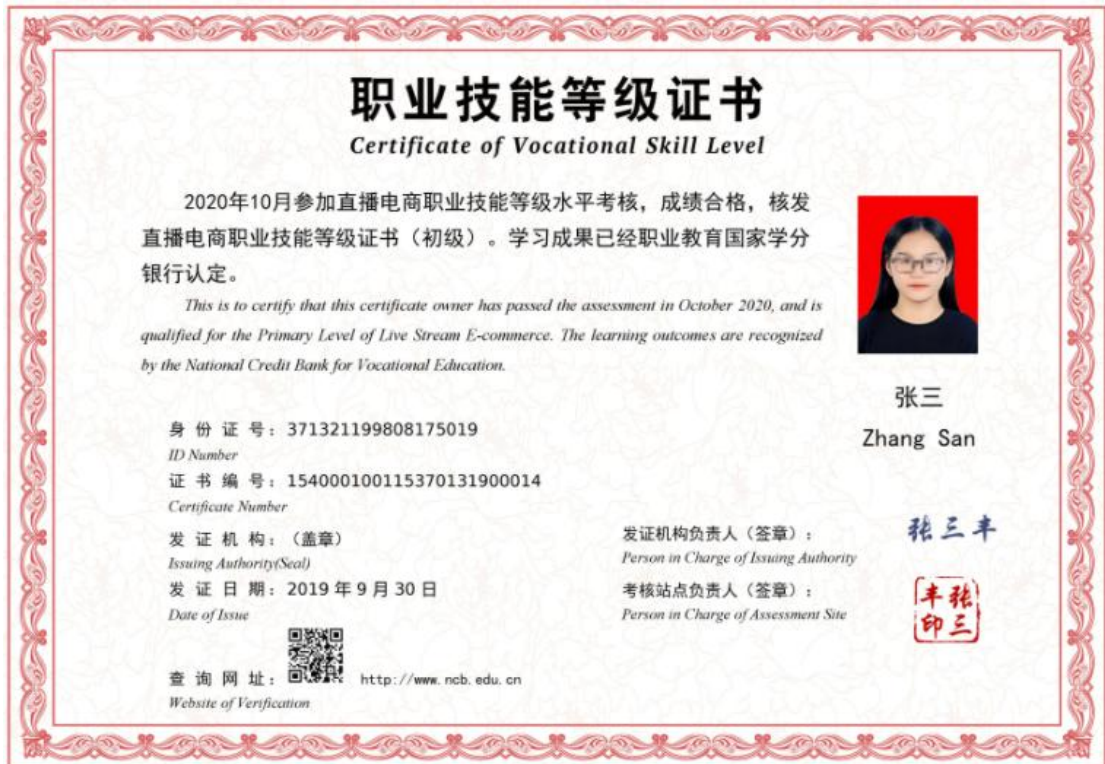 职业技能等级证书
Certificate of Vocational Skill Level
2020年10月参加直播电商职业技能等级水平考核，成绩合格，核发
直播电商职业技能等级证书（初级）。学习成果已经职业教育国家学分
银行认定。
This is to certify that this certificate owner has passed the assessment in October 2020, and is
qualified for the Primary Level of Live Stream E-commerce. The learning outcomes are recognized
by the National Credit Bank for Vocational Education.
张三
Zhang San
身份证号：371321199808175019
ID Number
证书编号：154000100115370131900014
Certificate Number
发证机构：（盖章）
Issuing Authority(Seal)
发证日期：2019 年 9 月 30 日
Date of Issue
发证机构负责人（签章）：
张三丰
Person in Charge of Issuing Authority
考核站点负责人（签章）：
张三
丰印
Person in Charge of Assessment Site
查询网址：
http://www.ncb.edu.cn
Website of Verification